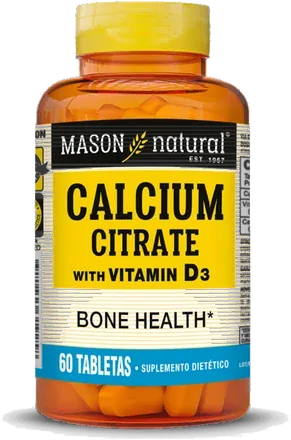 MASON natural®
EST. 1967
CALCIUM
CITRATE
WITH VITAMIN D3
BONE HEALTH*
60 TABLETAS • SUPLEMENTO DIETÉTICO